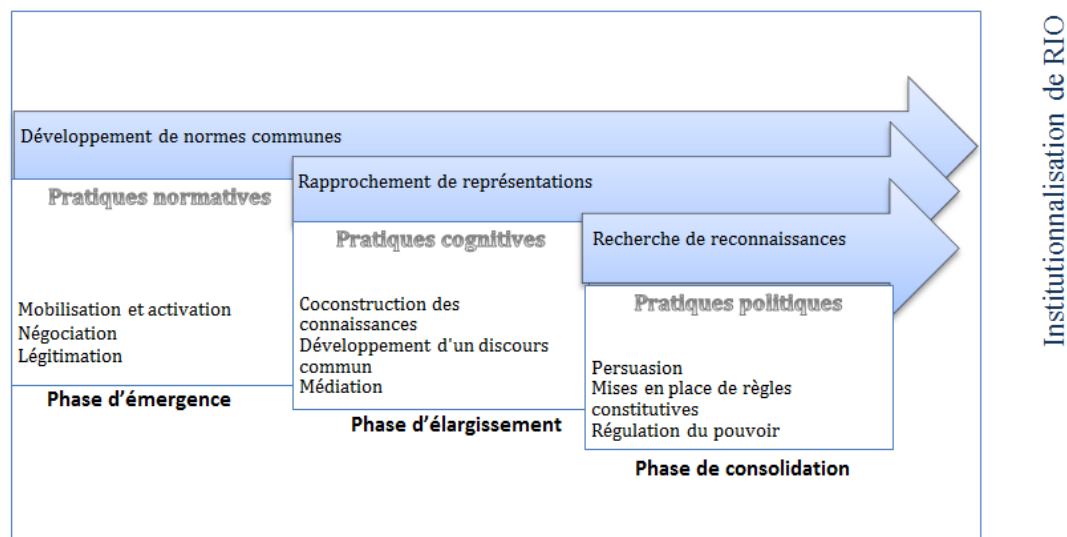 Développement de normes communes
Pratiques normatives
Mobilisation et activation
Négociation
Légitimation
Phase d’émergence
Rapprochement de représentations
Pratiques cognitives
Coconstruction des
connaissances
Développement d'un discours
commun
Médiation
Phase d’élargissement
Recherche de reconnaissances
Pratiques politiques
Persuasion
Mises en place de règles
constitutives
Régulation du pouvoir
Phase de consolidation
Institutionnalisation de RIO